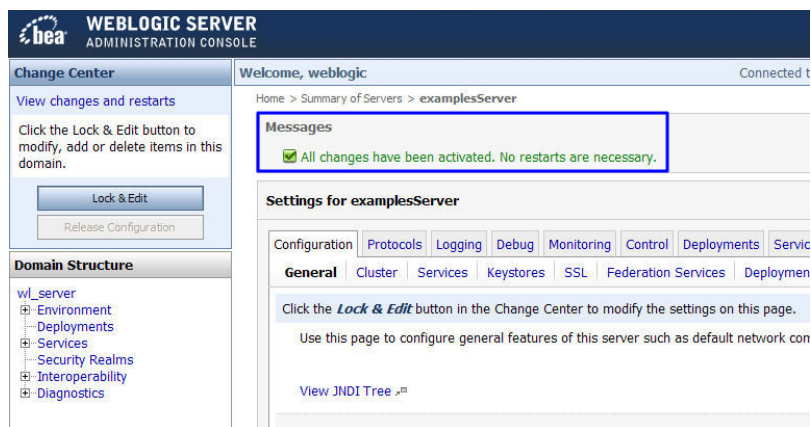 bea WEBLOGIC SERVER
ADMINISTRATION CONSOLE
Change Center
View changes and restarts
Click the Lock & Edit button to
modify, add or delete items in this
domain.
Lock & Edit
Release Configuration
Domain Structure
wl_server
Environment
Deployments
Services
Security Realms
Interoperability
Diagnostics
Welcome, weblogic Connected t
Home > Summary of Servers > examplesServer
Messages
All changes have been activated. No restarts are necessary.
Settings for examplesServer
Configuration Protocols Logging Debug Monitoring Control Deployments Servic
General Cluster Services Keystores SSL Federation Services Deploymen
Click the Lock & Edit button in the Change Center to modify the settings on this page.
Use this page to configure general features of this server such as default network com
View JNDI Tree